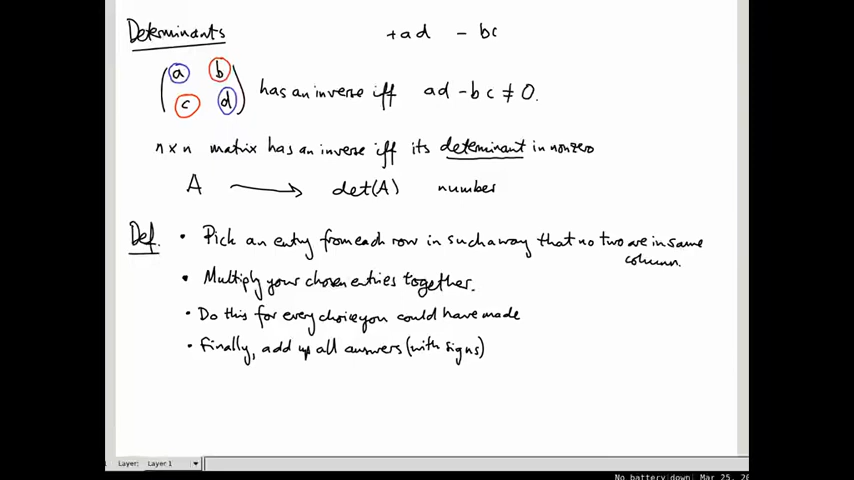 Determinants +ad - bc
(a b
c d) has an inverse iff ad - bc ≠ 0.
n x n matrix has an inverse iff its determinant in nonzero
A → det(A) number
Def. • Pick an entry from each row in such a way that no two are in same
column.
• Multiply your chosen entries together.
• Do this for every choice you could have made
• Finally, add up all answers (with signs)
Layer: Layer 1
No battery down Mar 25, 20